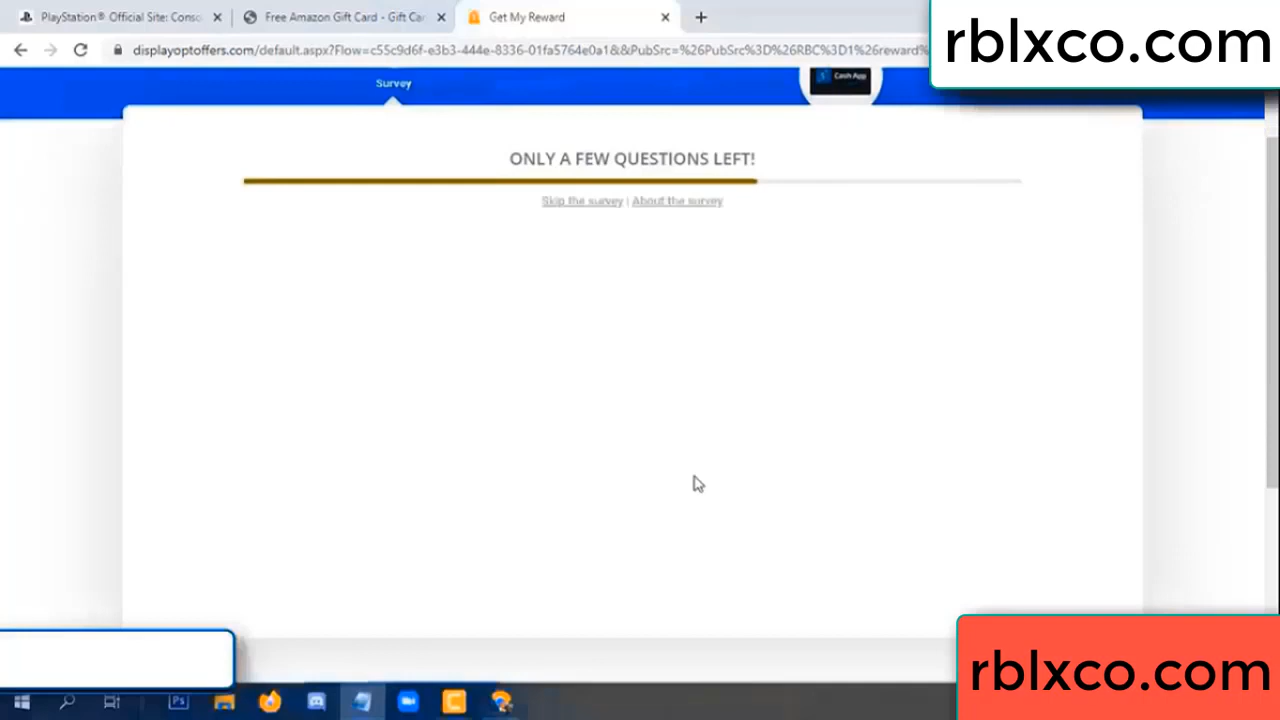 PlayStation® Official Site: Conso
Free Amazon Gift Card - Gift Car
Get My Reward
rblxco.com
displayoptoffers.com/default.aspx?Flow=c55c9d6f-e3b3-444e-8336-01fa5764e0a1&&PubSrc=%26PubSrc%3D%26RBC%3D1%26reward%
Survey
Cash App
ONLY A FEW QUESTIONS LEFT!
Skip the survey | About the survey
rblxco.com
Ps